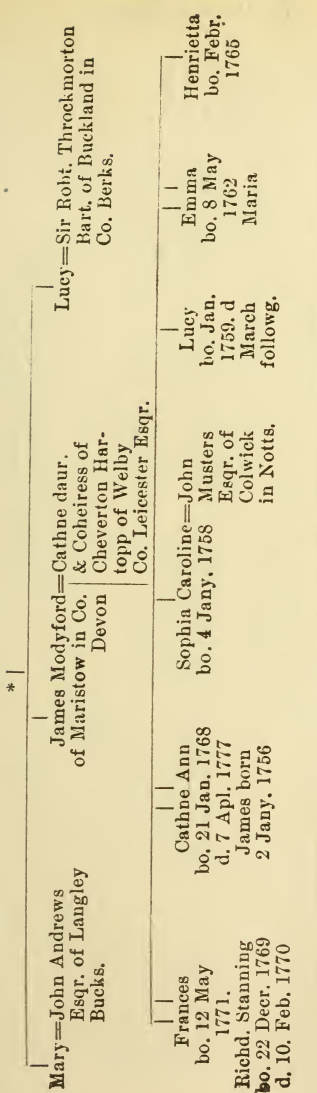 *
Mary=John Andrews
Esqr. of Langley
Bucks.
James Modyford=Cathne daur.
of Maristow in Co. & Coheiress of
Devon Cheverton Har-
topp of Welby
Co. Leicester Esqr.
Lucy=Sir Robt. Throckmorton
Bart. of Buckland in
Co. Berks.
Frances
bo. 12 May
1771.
Richd. Stanning
bo. 22 Decr. 1769
d. 10. Feb. 1770
Cathne Ann
bo. 21 Jan. 1768
d. 7 Apl. 1777
James born
2 Jany. 1756
Sophia Caroline=John
bo. 4 Jany. 1758 Musters
Esqr. of
Colwick
in Notts.
Lucy
bo. Jan.
1759. d
March
followg.
Emma
bo. 8 May
1762
Maria
Henrietta
bo. Febr.
1765